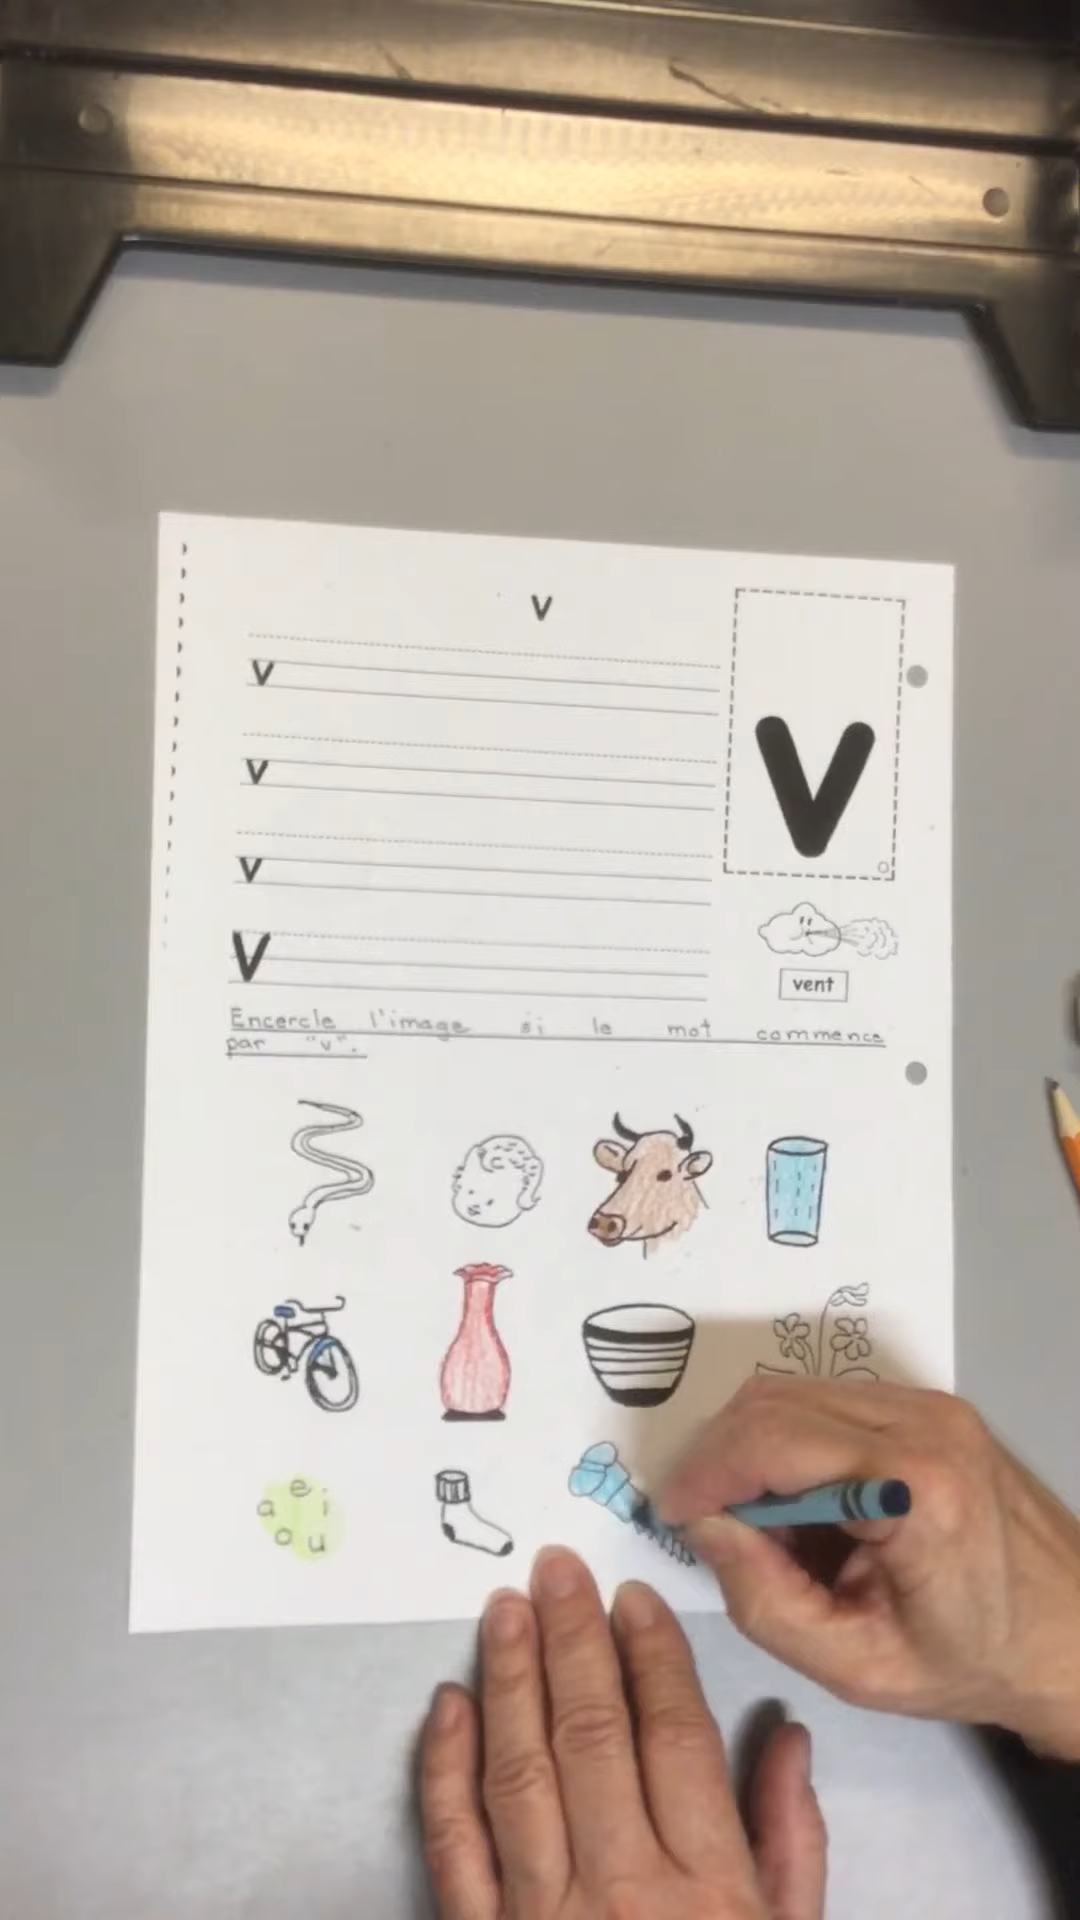 v
v
v
v
v
v
vent
Encercle l'image si le mot commence
par "v".
e
a i
o u